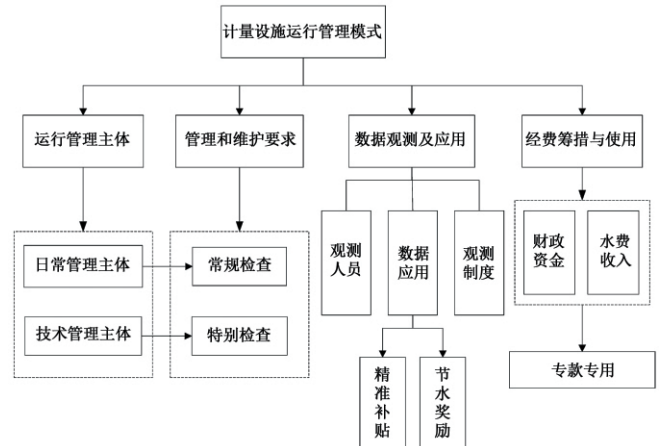 计量设施运行管理模式
运行管理主体
管理和维护要求
数据观测及应用
经费筹措与使用
观测
人员
数据
应用
观测
制度
财政
资金
水费
收入
日常管理主体
常规检查
技术管理主体
特别检查
专款专用
精
准
补
贴
节
水
奖
励